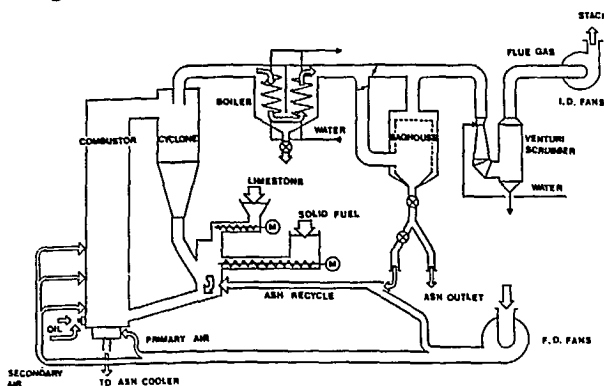 STACK
FLUE GAS
I.D. FANS
BOILER
COMBUSTOR
CYCLONE
WATER
BAGHOUSE
VENTURI
SCRUBBER
WATER
LIMESTONE
SOLID FUEL
M
M
ASH RECYCLE
ASH OUTLET
OIL
PRIMARY AIR
F.D. FANS
SECONDARY
AIR
TO ASH COOLER